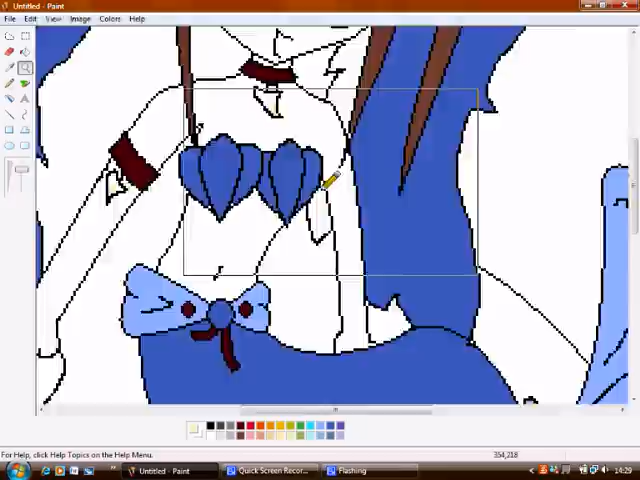 Untitled - Paint
File Edit View Image Colors Help
For Help, click Help Topics on the Help Menu.
354,218
Untitled - Paint
Quick Screen Recor...
Flashing
14:29